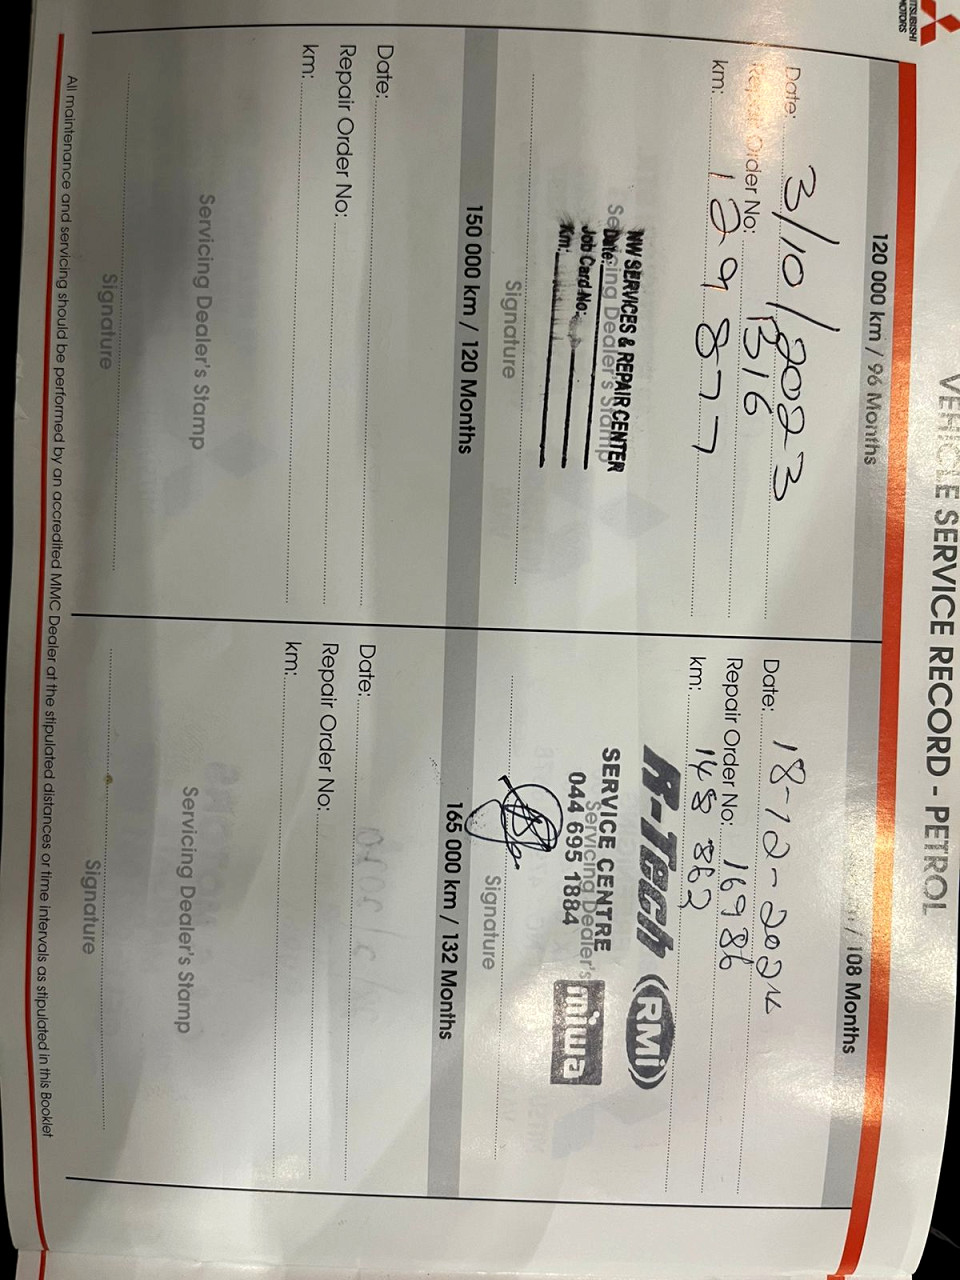 MITSUBISHI
MOTORS
VEHICLE SERVICE RECORD - PETROL
120 000 km / 96 Months
Date: 3/10/2023
Repair Order No: 1316
km: 129 877
Servicing Dealer's Stamp
MW SERVICES & REPAIR CENTER
Date:
Job Card No:
Km:
Signature
/ 108 Months
Date: 18-12-2024
Repair Order No: 16986
km: 148 863
R-Tech RMi
SERVICE CENTRE
Servicing Dealer's
044 695 1884
miwa
Signature
150 000 km / 120 Months
Date:
Repair Order No:
km:
Servicing Dealer's Stamp
Signature
165 000 km / 132 Months
Date:
Repair Order No:
km:
Servicing Dealer's Stamp
Signature
All maintenance and servicing should be performed by an accredited MMC Dealer at the stipulated distances or time intervals as stipulated in this Booklet